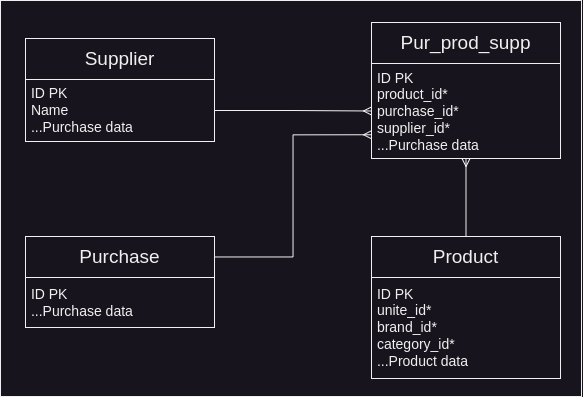 Supplier
ID PK
Name
...Purchase data
Pur_prod_supp
ID PK
product_id*
purchase_id*
supplier_id*
...Purchase data
Purchase
ID PK
...Purchase data
Product
ID PK
unite_id*
brand_id*
category_id*
...Product data